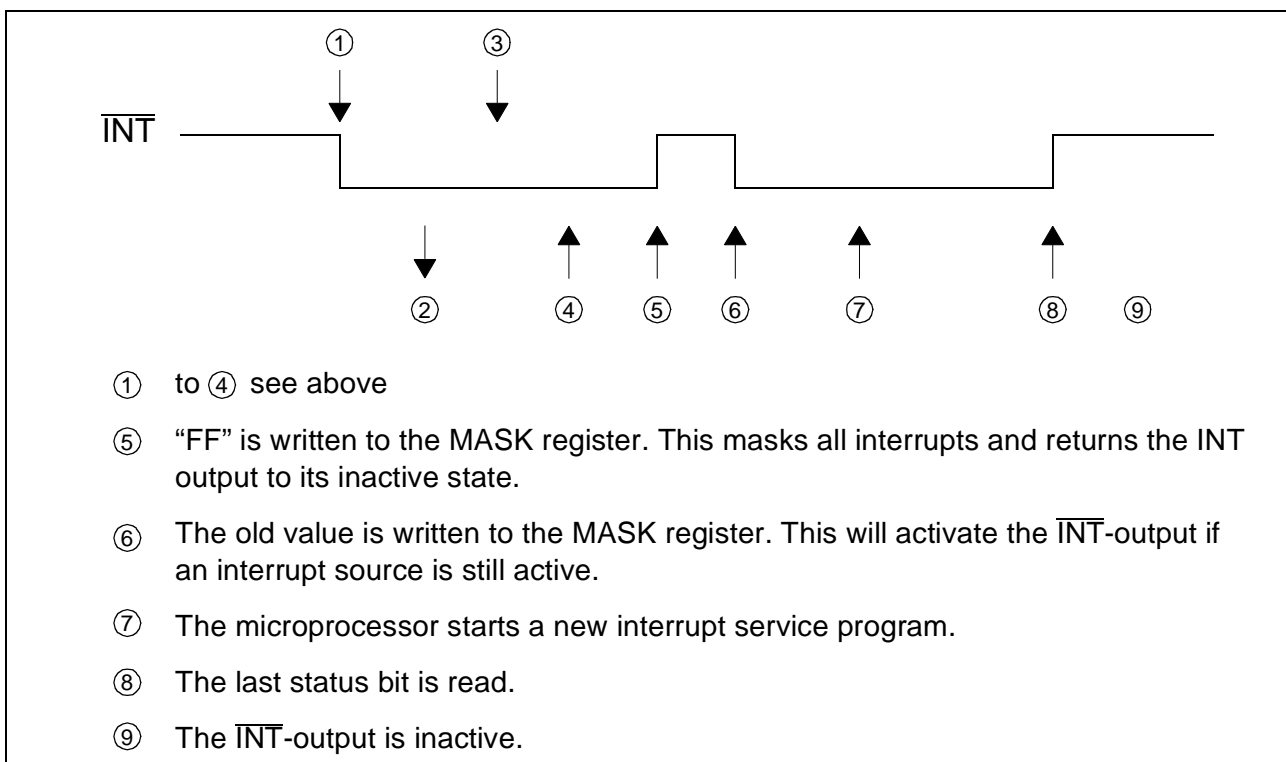 ① ③
I̅N̅T̅
② ④ ⑤ ⑥ ⑦ ⑧ ⑨
① to ④ see above
⑤ “FF” is written to the MASK register. This masks all interrupts and returns the INT
output to its inactive state.
⑥ The old value is written to the MASK register. This will activate the I̅N̅T̅-output if
an interrupt source is still active.
⑦ The microprocessor starts a new interrupt service program.
⑧ The last status bit is read.
⑨ The I̅N̅T̅-output is inactive.